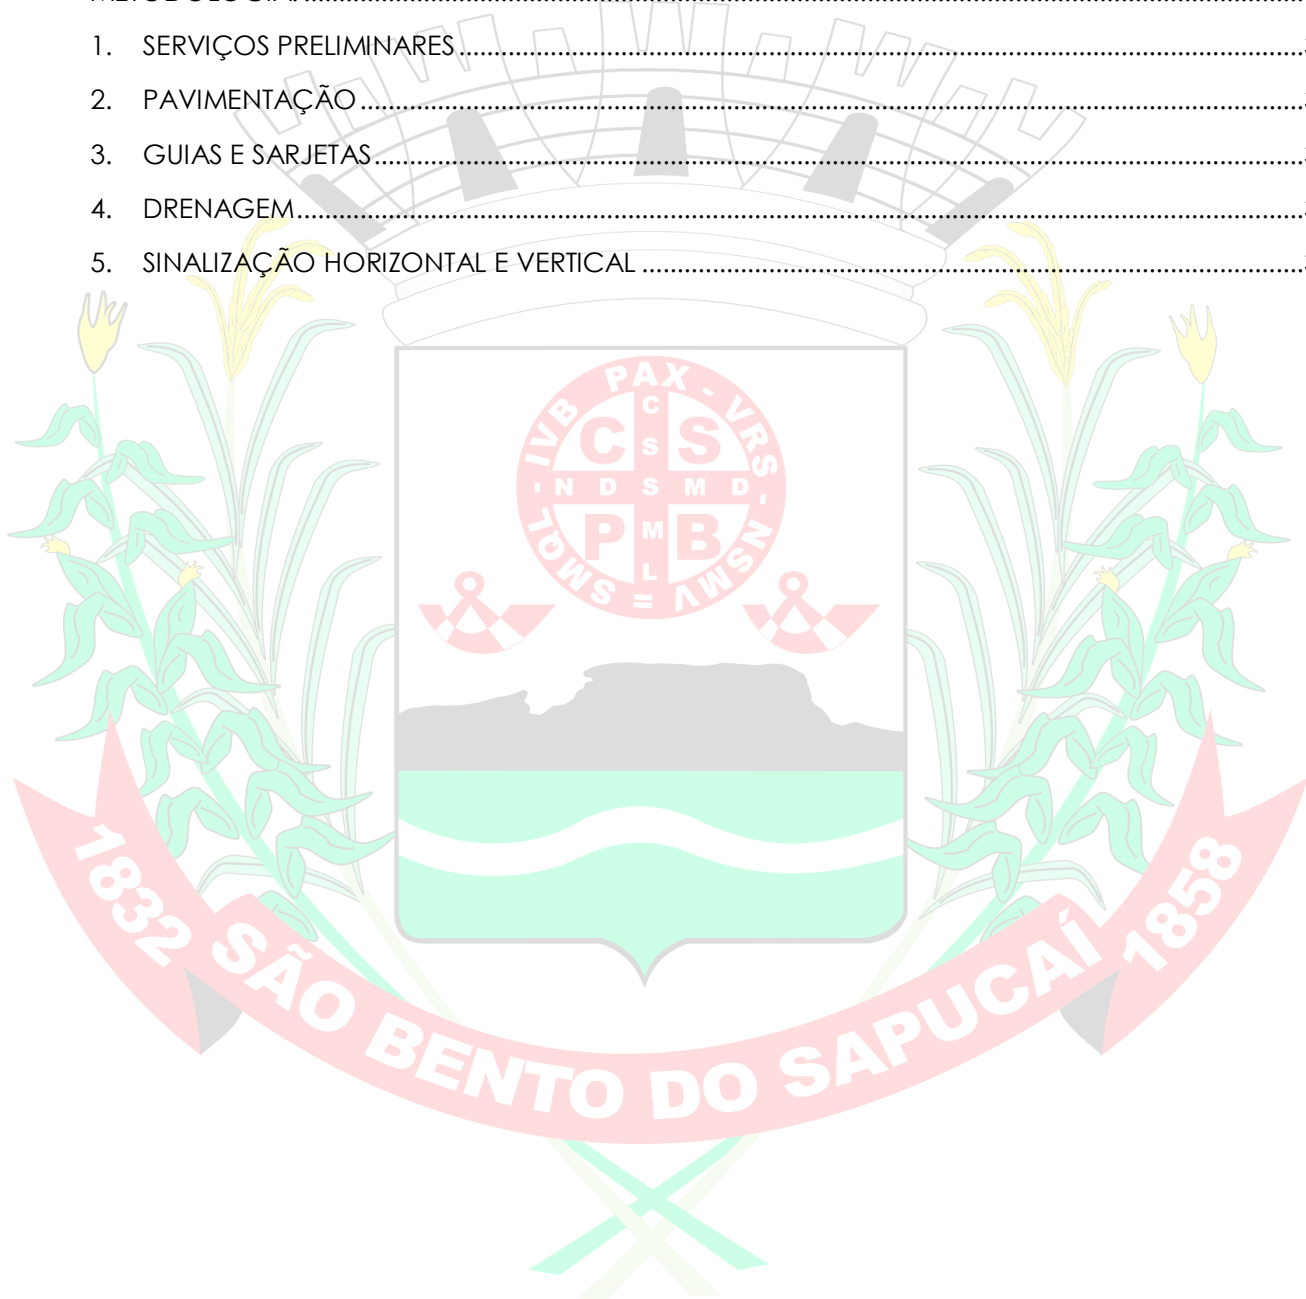 1. SERVIÇOS PRELIMINARES
2. PAVIMENTAÇÃO
3. GUIAS E SARJETAS
4. DRENAGEM
5. SINALIZAÇÃO HORIZONTAL E VERTICAL
PAX - VRS - NSMV = SMQL - IVB
C S
C
S
- N D S M D -
P B
M
L
1832 SÃO BENTO DO SAPUCAÍ 1858